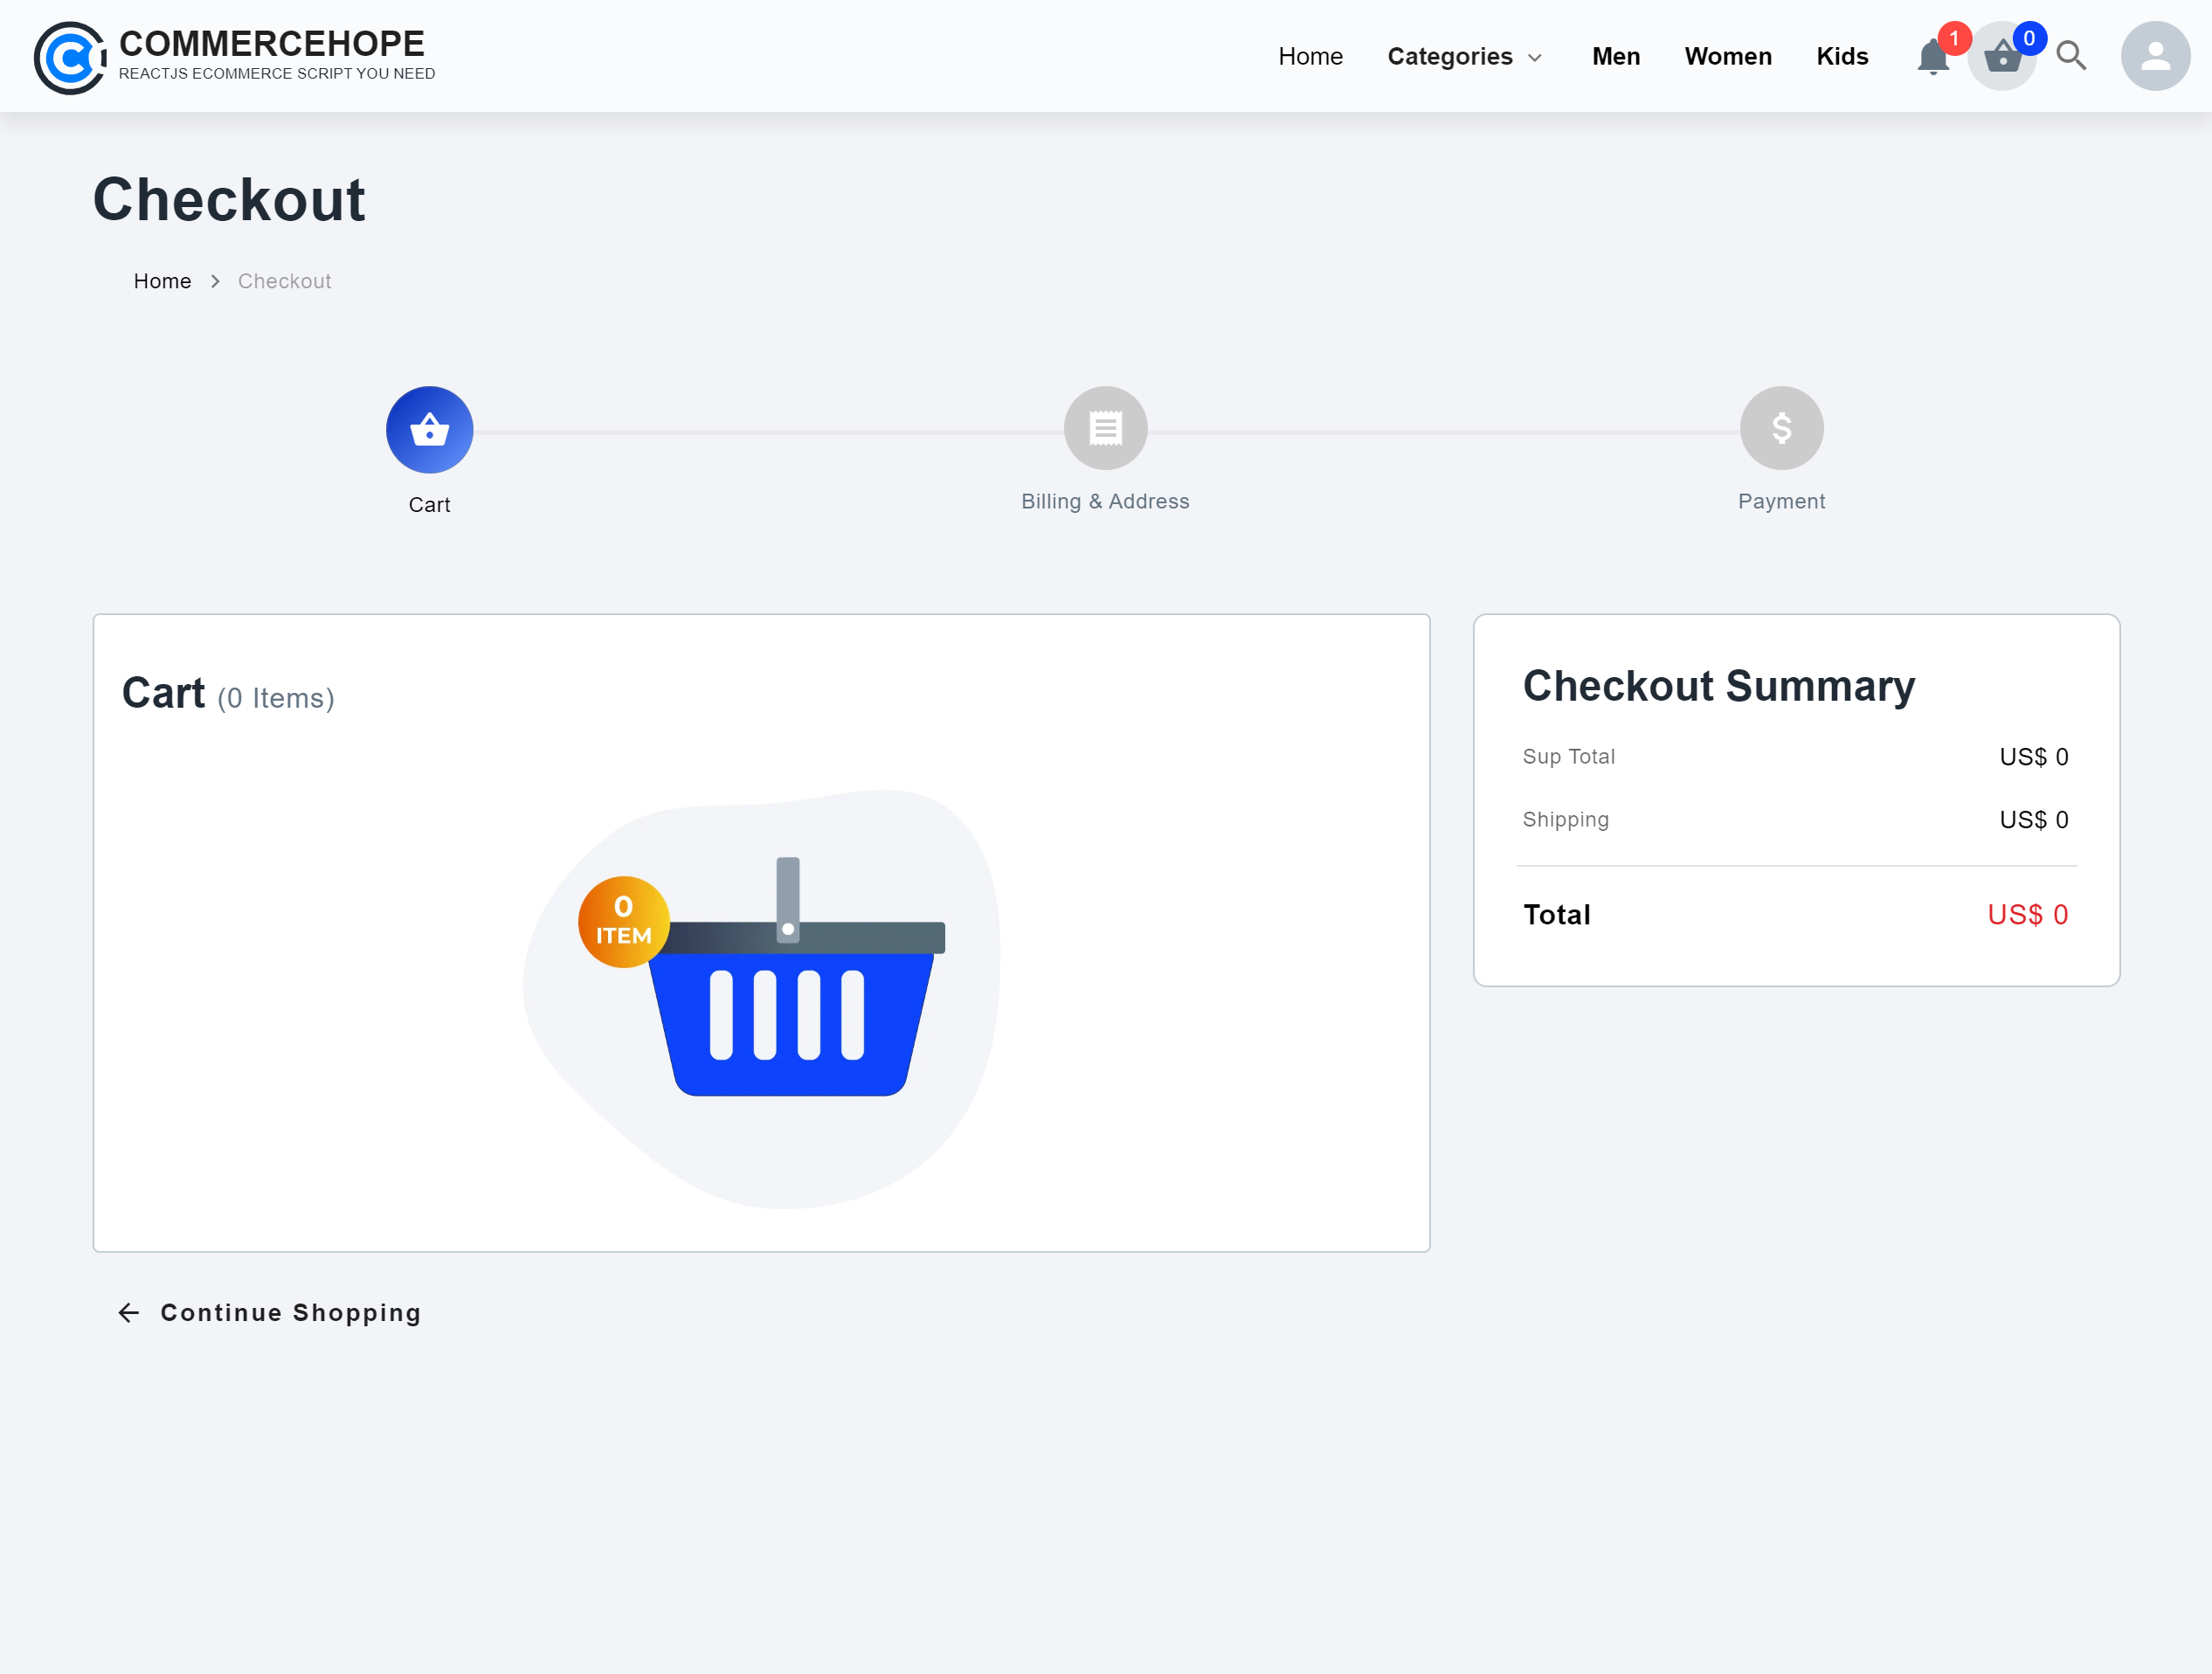 COMMERCEHOPE
REACTJS ECOMMERCE SCRIPT YOU NEED
Home Categories Men Women Kids 1 0
Checkout
Home > Checkout
$
Cart Billing & Address Payment
Cart (0 Items)
0
ITEM
Checkout Summary
Sup Total US$ 0
Shipping US$ 0
Total US$ 0
Continue Shopping